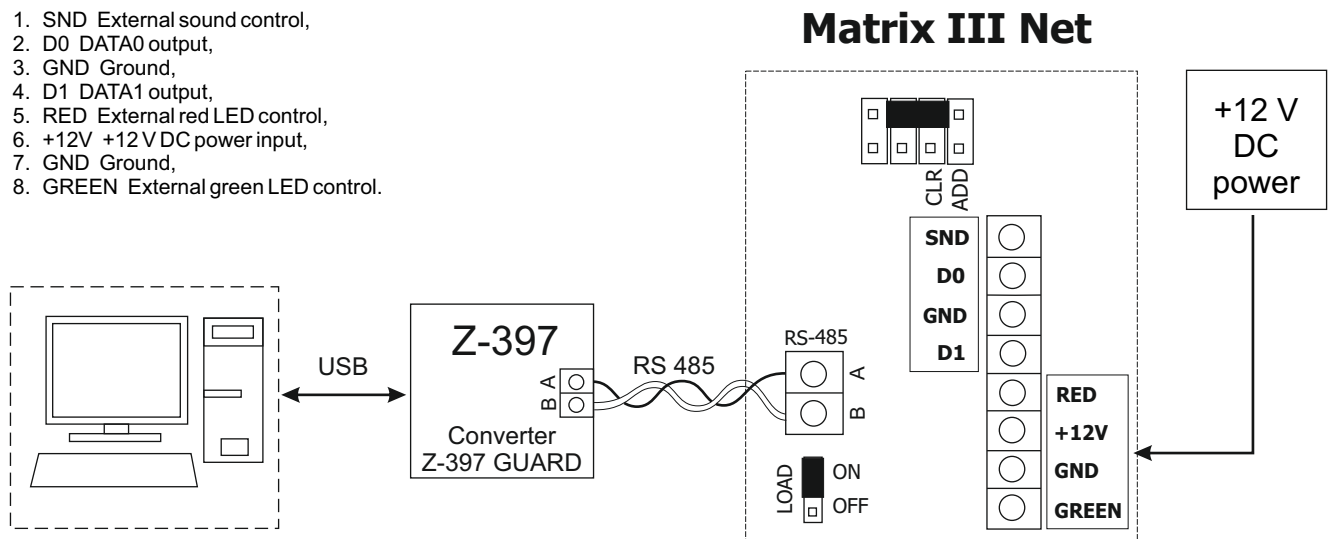 1. SND External sound control,
2. D0 DATA0 output,
3. GND Ground,
4. D1 DATA1 output,
5. RED External red LED control,
6. +12V +12 V DC power input,
7. GND Ground,
8. GREEN External green LED control.
Matrix III Net
+12 V
DC
power
CLR
ADD
SND
D0
GND
D1
RED
+12V
GND
GREEN
USB
Z-397
A
B
Converter
Z-397 GUARD
RS 485
RS-485
A
B
LOAD
ON
OFF